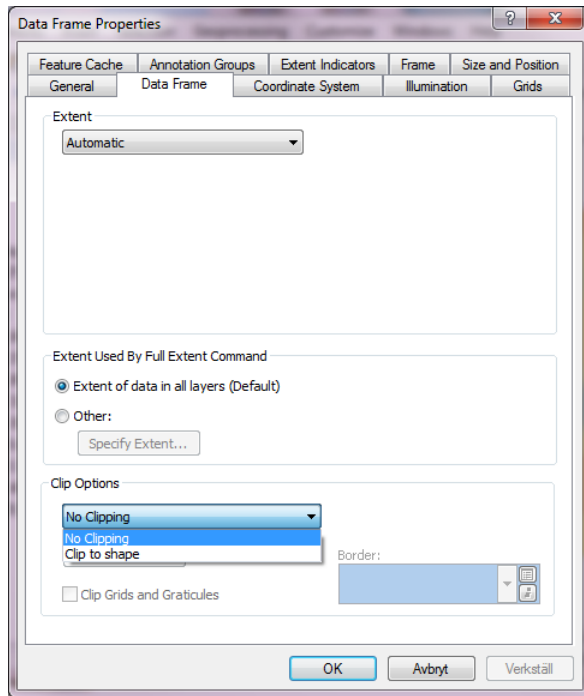 Data Frame Properties
Feature Cache Annotation Groups Extent Indicators Frame Size and Position
General Data Frame Coordinate System Illumination Grids
Extent
Automatic
Extent Used By Full Extent Command
Extent of data in all layers (Default)
Other:
Specify Extent...
Clip Options
No Clipping
No Clipping
Clip to shape
Border:
Clip Grids and Graticules
OK Avbryt Verkställ